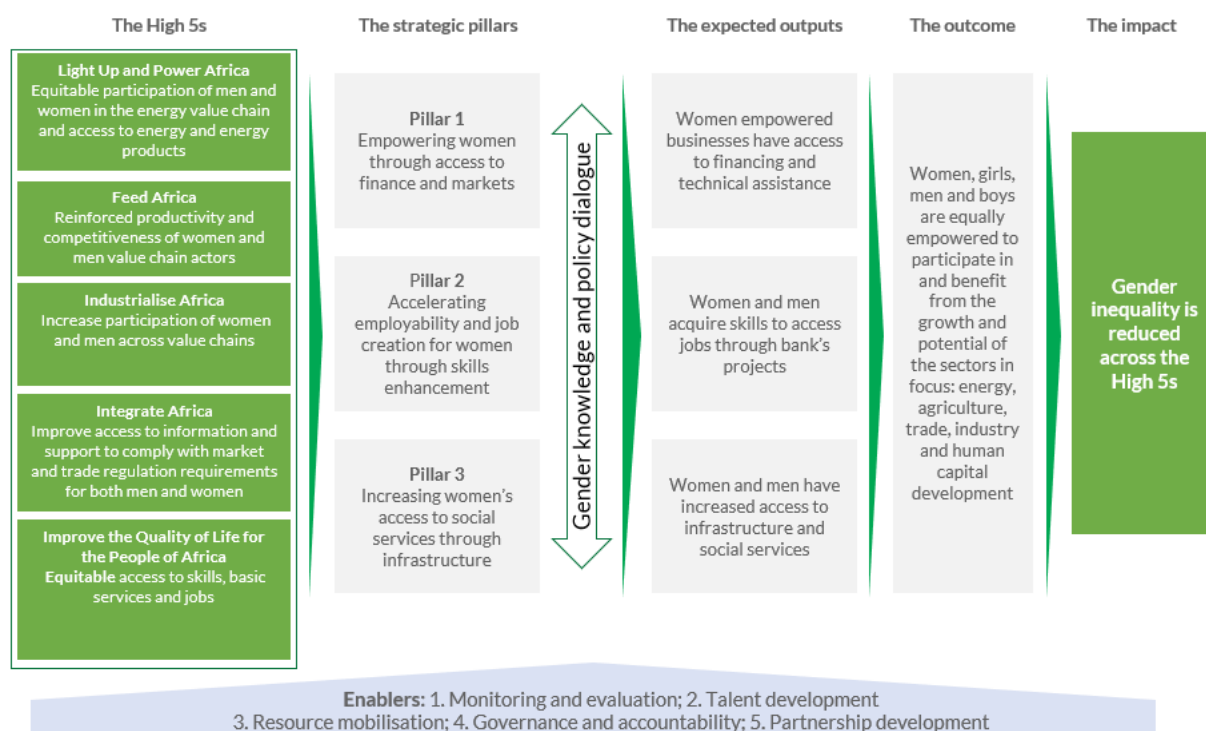 The High 5s
The strategic pillars
The expected outputs
The outcome
The impact
Light Up and Power Africa
Equitable participation of men and
women in the energy value chain
and access to energy and energy
products
Feed Africa
Reinforced productivity and
competitiveness of women and
men value chain actors
Industrialise Africa
Increase participation of women
and men across value chains
Integrate Africa
Improve access to information and
support to comply with market
and trade regulation requirements
for both men and women
Improve the Quality of Life for
the People of Africa
Equitable access to skills, basic
services and jobs
Pillar 1
Empowering women
through access to
finance and markets
Pillar 2
Accelerating
employability and job
creation for women
through skills
enhancement
Pillar 3
Increasing women's
access to social
services through
infrastructure
Gender knowledge and policy dialogue
Women empowered
businesses have access
to financing and
technical assistance
Women and men
acquire skills to access
jobs through bank's
projects
Women and men have
increased access to
infrastructure and
social services
Women, girls,
men and boys
are equally
empowered to
participate in
and benefit
from the
growth and
potential of
the sectors in
focus: energy,
agriculture,
trade, industry
and human
capital
development
Gender
inequality is
reduced
across the
High 5s
Enablers: 1. Monitoring and evaluation; 2. Talent development
3. Resource mobilisation; 4. Governance and accountability; 5. Partnership development